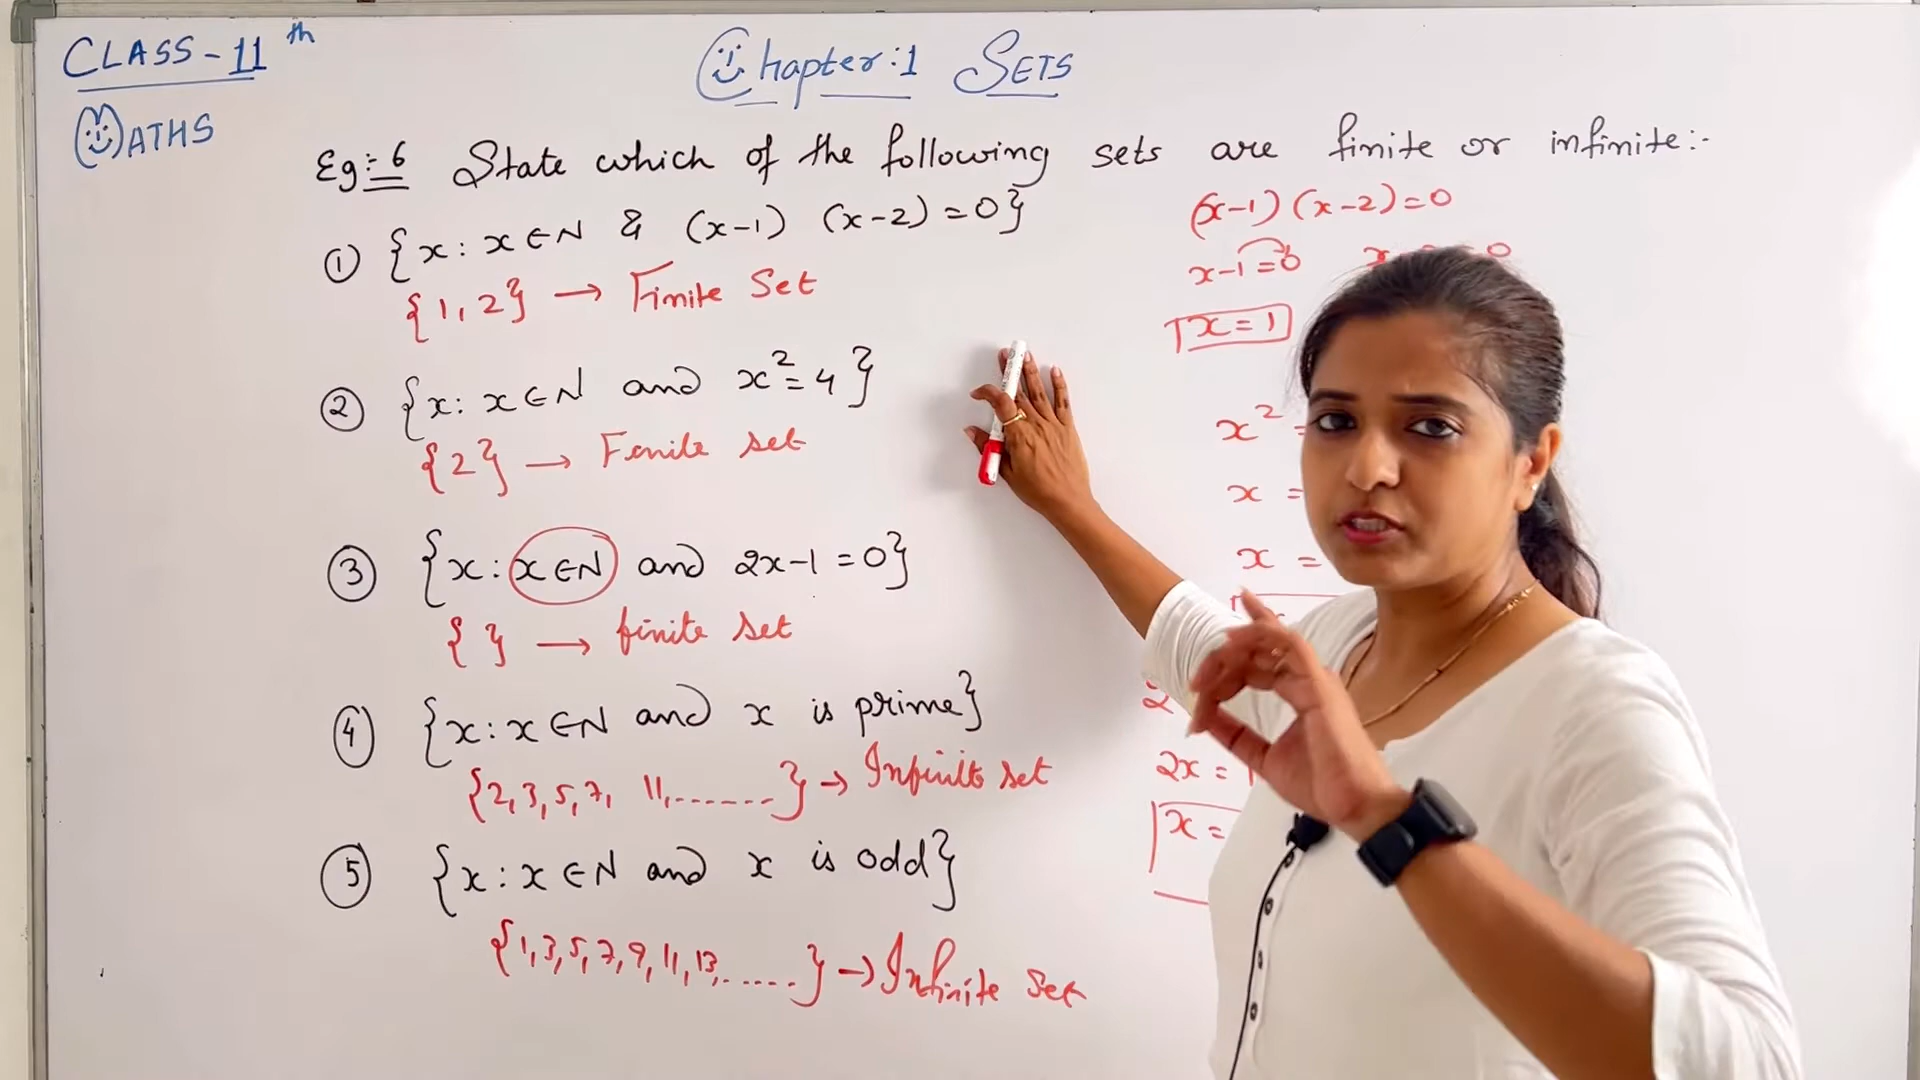 CLASS-11th
MATHS
Chapter:1 SETS
Eg:-6 State which of the following sets are finite or infinite:-
① {x: x∈N & (x-1) (x-2)=0}
{1,2} → Finite Set
② {x: x∈N and x²=4}
{2} → Finite set
③ {x: x∈N and 2x-1=0}
{ } → finite set
④ {x: x∈N and x is prime}
{2,3,5,7, 11,.......} → Infinite set
⑤ {x: x∈N and x is odd}
{1,3,5,7,9,11,13,......} → Infinite Set
(x-1)(x-2)=0
x-1=0
x=1
x²=
x =
x =
2x =
x =